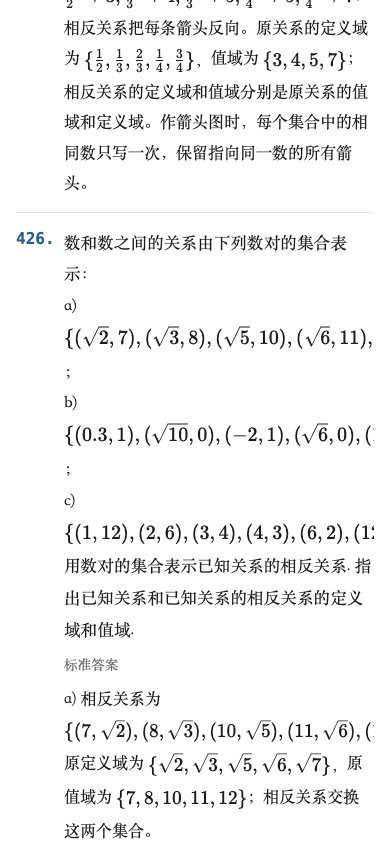 相反关系把每条箭头反向。原关系的定义域
为 {1/2, 1/3, 2/3, 1/4, 3/4}，值域为 {3, 4, 5, 7}；
相反关系的定义域和值域分别是原关系的值
域和定义域。作箭头图时，每个集合中的相
同数只写一次，保留指向同一数的所有箭
头。
426. 数和数之间的关系由下列数对的集合表
示：
a)
{(√2, 7), (√3, 8), (√5, 10), (√6, 11),
;
b)
{(0.3, 1), (√10, 0), (−2, 1), (√6, 0), (
;
c)
{(1, 12), (2, 6), (3, 4), (4, 3), (6, 2), (12
用数对的集合表示已知关系的相反关系. 指
出已知关系和已知关系的相反关系的定义
域和值域.
标准答案
a) 相反关系为
{(7, √2), (8, √3), (10, √5), (11, √6), (
原定义域为 {√2, √3, √5, √6, √7}，原
值域为 {7, 8, 10, 11, 12}；相反关系交换
这两个集合。